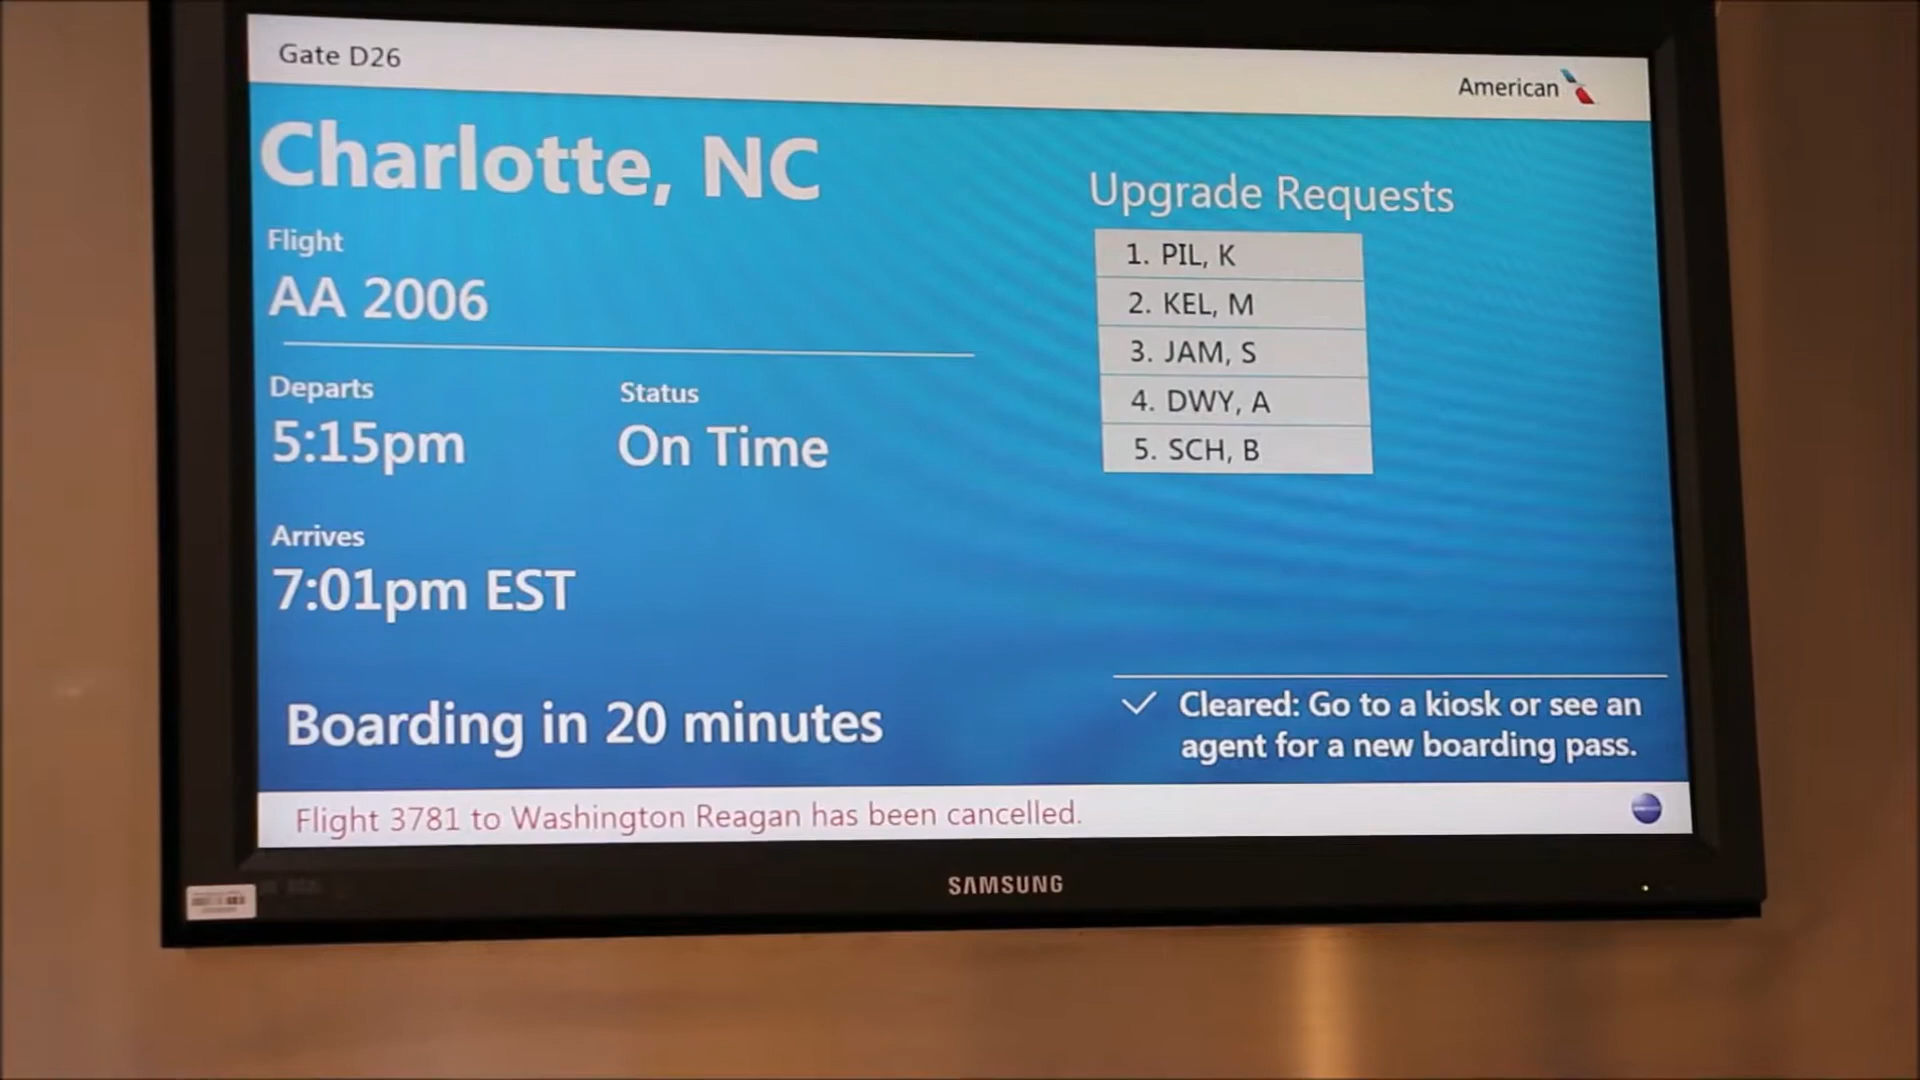 Gate D26
American
Charlotte, NC
Flight
AA 2006
Departs
5:15pm
Status
On Time
Arrives
7:01pm EST
Boarding in 20 minutes
Upgrade Requests
1. PIL, K
2. KEL, M
3. JAM, S
4. DWY, A
5. SCH, B
✓ Cleared: Go to a kiosk or see an
agent for a new boarding pass.
Flight 3781 to Washington Reagan has been cancelled.
SAMSUNG